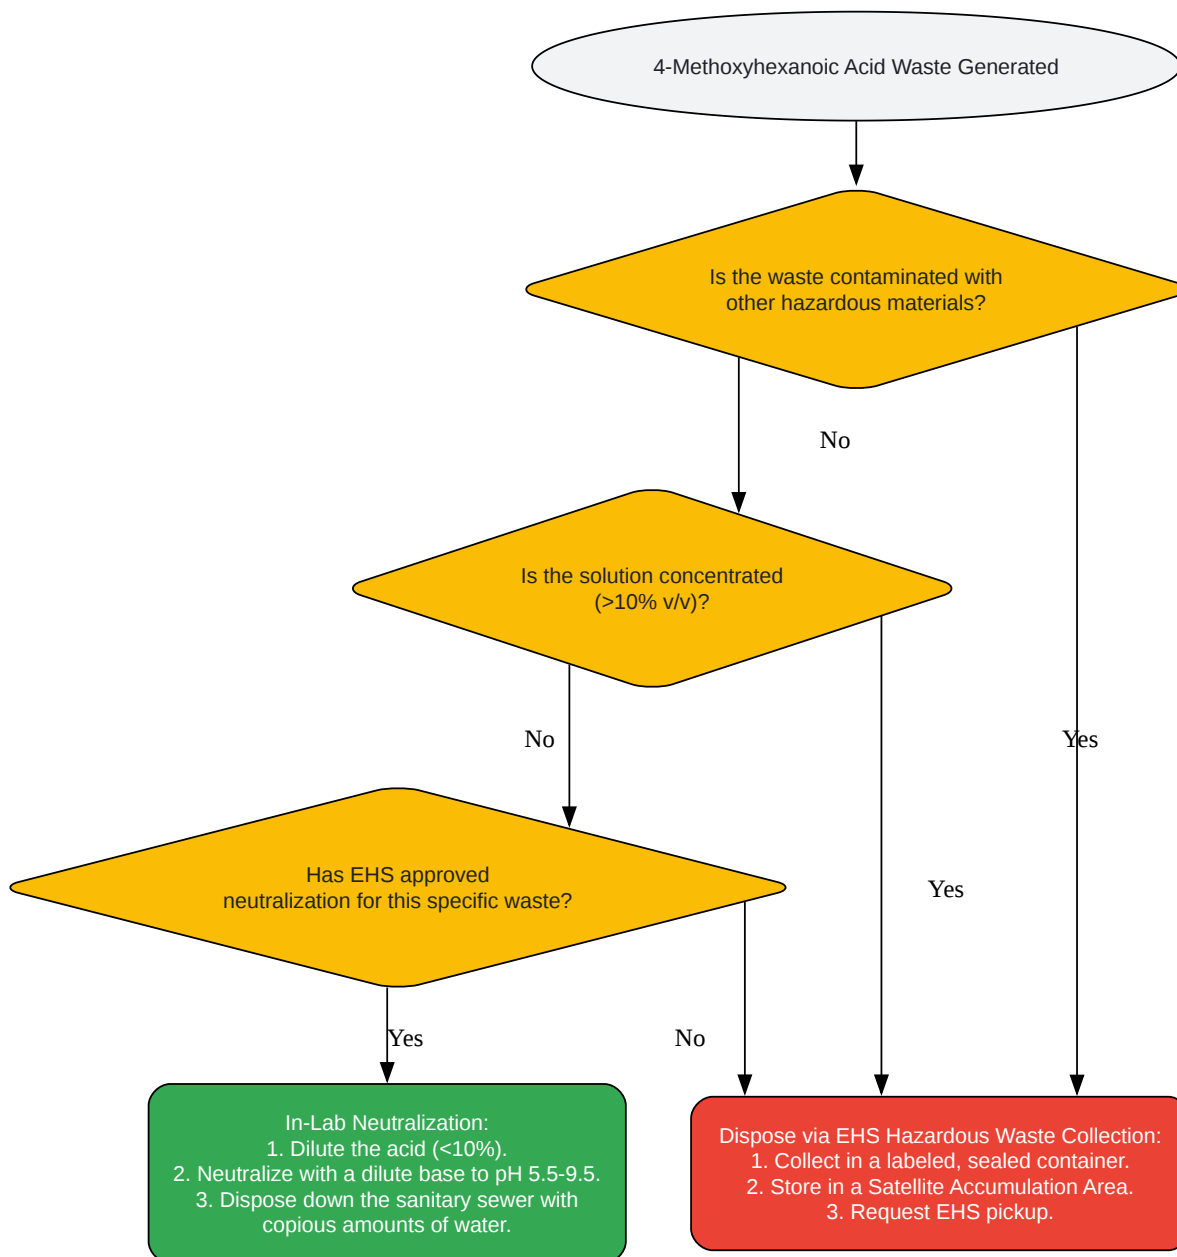 4-Methoxyhexanoic Acid Waste Generated
Is the waste contaminated with
other hazardous materials?
No
Is the solution concentrated
(>10% v/v)?
No
Yes
Has EHS approved
neutralization for this specific waste?
Yes
Yes
No
In-Lab Neutralization:
1. Dilute the acid (<10%).
2. Neutralize with a dilute base to pH 5.5-9.5.
3. Dispose down the sanitary sewer with
copious amounts of water.
Dispose via EHS Hazardous Waste Collection:
1. Collect in a labeled, sealed container.
2. Store in a Satellite Accumulation Area.
3. Request EHS pickup.